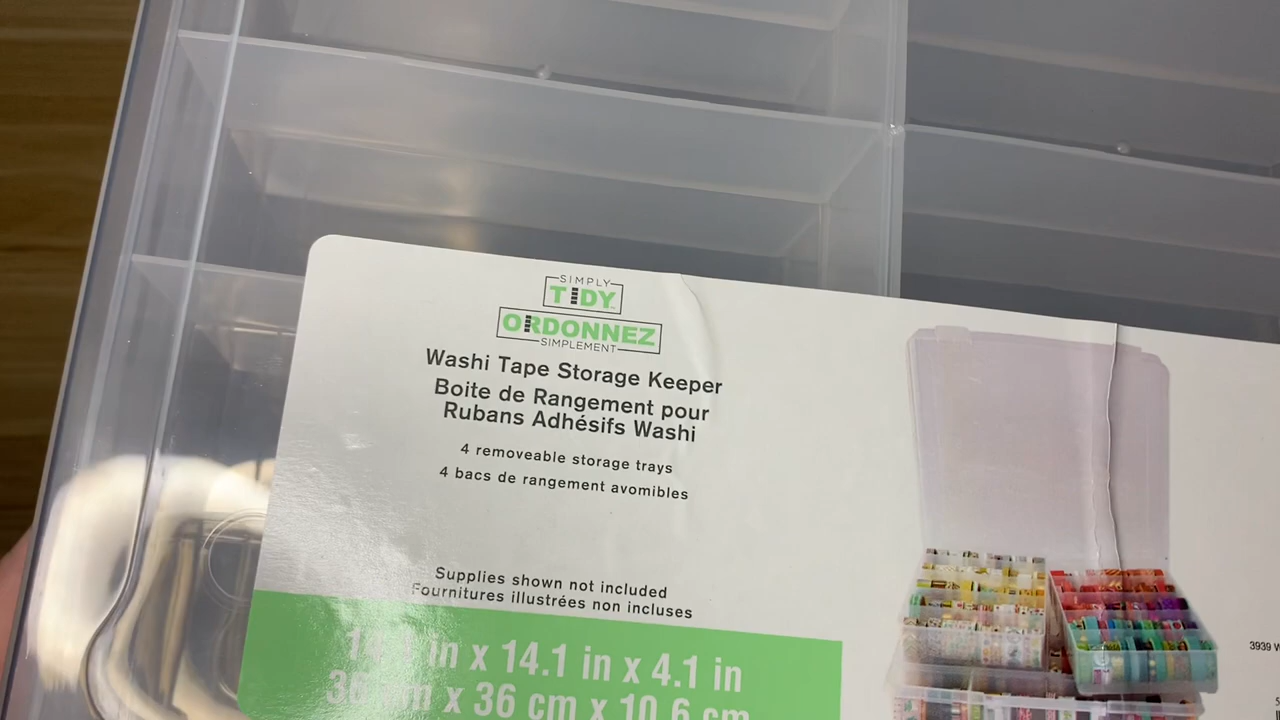 SIMPLY
TIDY
ORDONNEZ
SIMPLEMENT
Washi Tape Storage Keeper
Boite de Rangement pour
Rubans Adhésifs Washi
4 removeable storage trays
4 bacs de rangement avomibles
Supplies shown not included
Fournitures illustrées non incluses
in x 14.1 in x 4.1 in
cm x 36 cm x 10.6 cm
3939 W